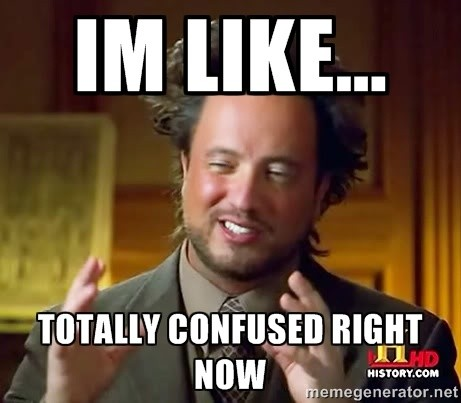 IM LIKE...
TOTALLY CONFUSED RIGHT
NOW
H HD
HISTORY.COM
memegenerator.net